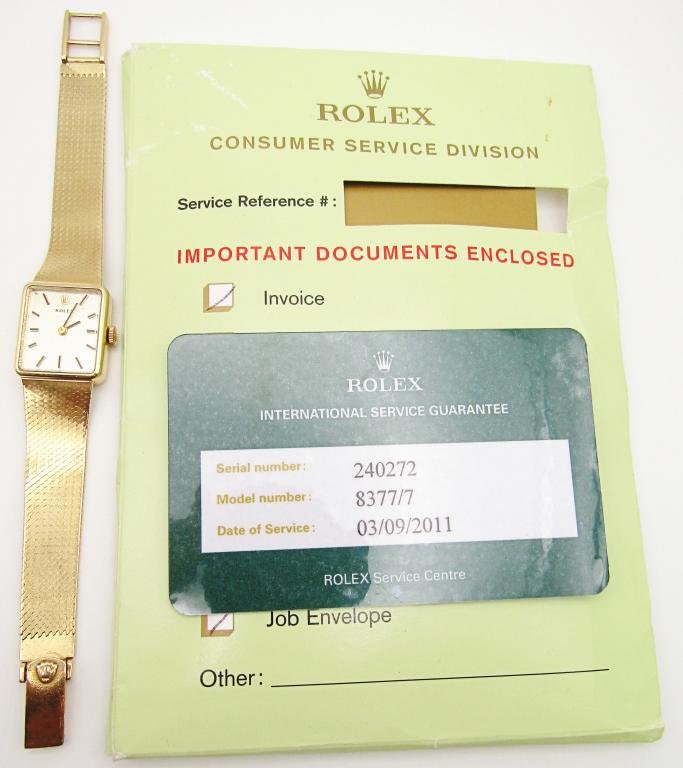 ROLEX
CONSUMER SERVICE DIVISION
Service Reference # :
IMPORTANT DOCUMENTS ENCLOSED
Invoice
ROLEX
INTERNATIONAL SERVICE GUARANTEE
Serial number: 240272
Model number: 8377/7
Date of Service: 03/09/2011
ROLEX Service Centre
Job Envelope
Other:
ROLEX